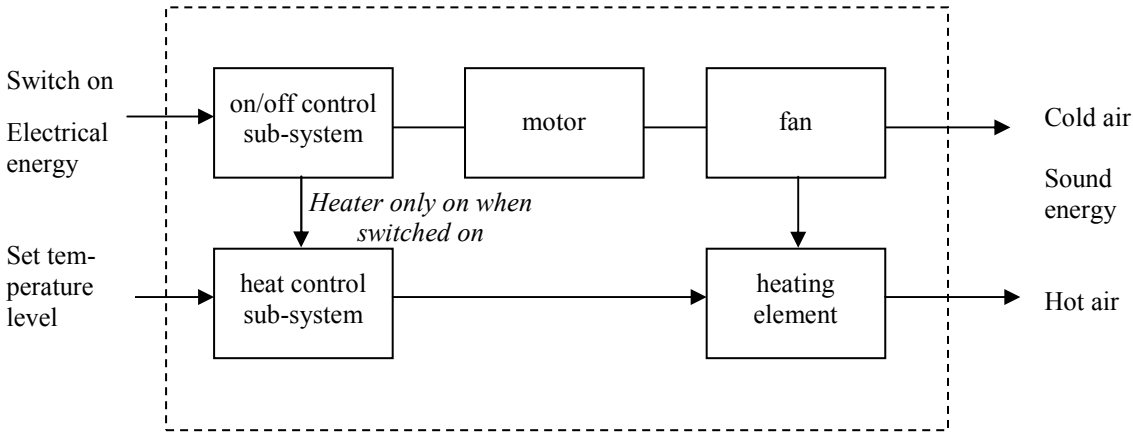 Switch on
Electrical
energy
Set tem-
perature
level
on/off control
sub-system
motor
fan
Heater only on when
switched on
heat control
sub-system
heating
element
Cold air
Sound
energy
Hot air